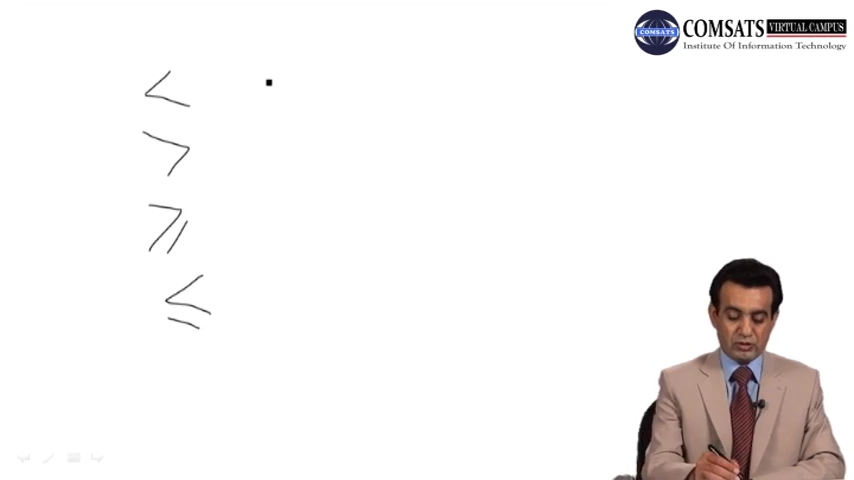 COMSATS VIRTUAL CAMPUS
COMSATS
Institute Of Information Technology
<
>
⩾
≤